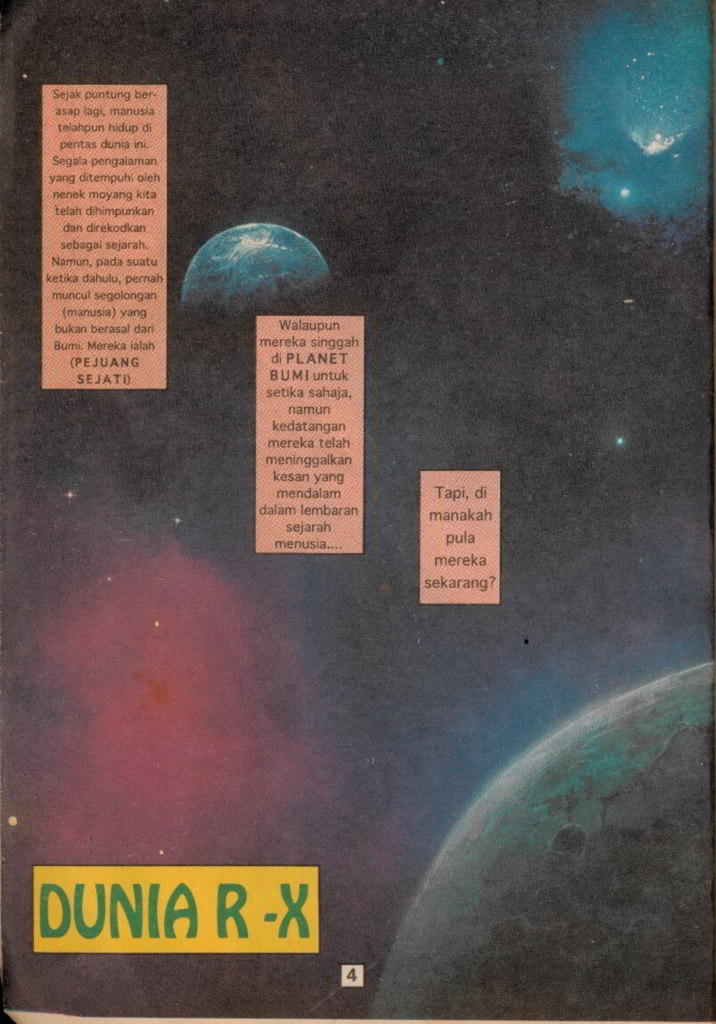 Sejak puntung ber-
asap lagi, manusia
telahpun hidup di
pentas dunia ini.
Segala pengalaman
yang ditempuh oleh
nenek moyang kita
telah dihimpunkan
dan direkodkan
sebagai sejarah.
Namun, pada suatu
ketika dahulu, pernah
muncul segolongan
(manusia) yang
bukan berasal dari
Bumi. Mereka ialah
(PEJUANG
SEJATI)
Walaupun
mereka singgah
di PLANET
BUMI untuk
setika sahaja,
namun
kedatangan
mereka telah
meninggalkan
kesan yang
mendalam
dalam lembaran
sejarah
menusia....
Tapi, di
manakah
pula
mereka
sekarang?
DUNIA R -X
4